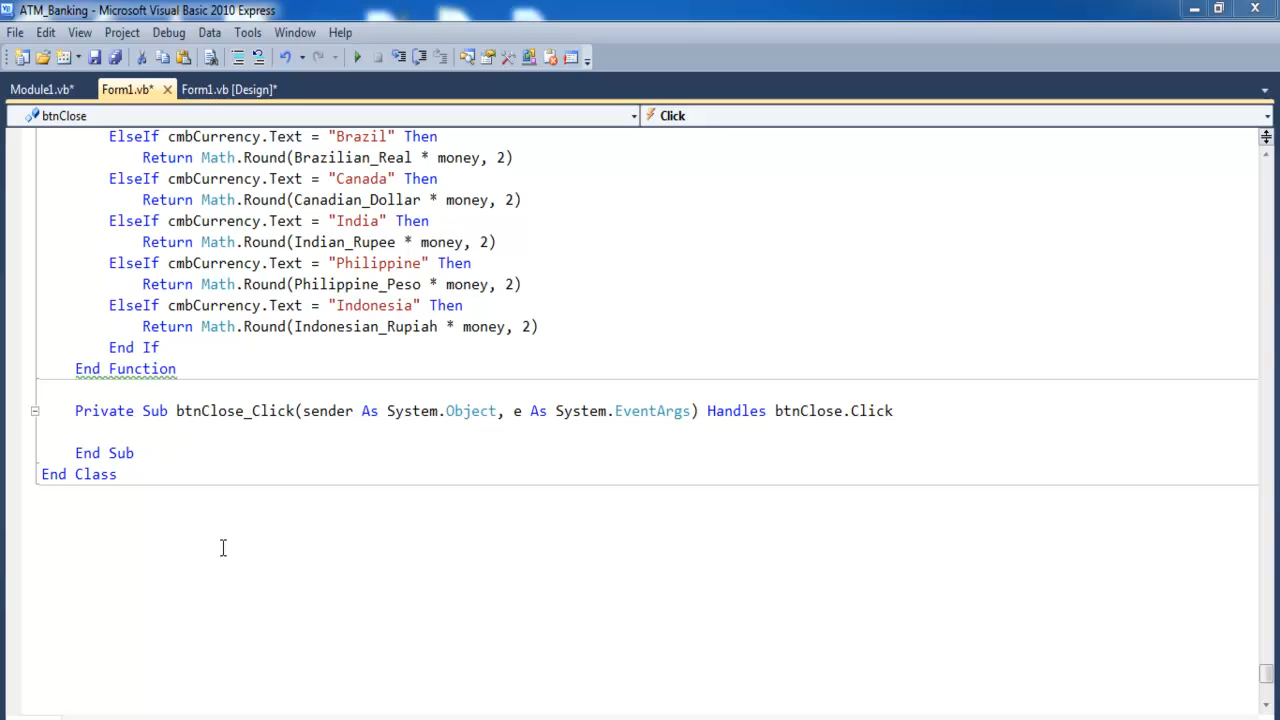 ATM_Banking - Microsoft Visual Basic 2010 Express
File Edit View Project Debug Data Tools Window Help
Module1.vb* Form1.vb* Form1.vb [Design]*
btnClose Click
ElseIf cmbCurrency.Text = "Brazil" Then
Return Math.Round(Brazilian_Real * money, 2)
ElseIf cmbCurrency.Text = "Canada" Then
Return Math.Round(Canadian_Dollar * money, 2)
ElseIf cmbCurrency.Text = "India" Then
Return Math.Round(Indian_Rupee * money, 2)
ElseIf cmbCurrency.Text = "Philippine" Then
Return Math.Round(Philippine_Peso * money, 2)
ElseIf cmbCurrency.Text = "Indonesia" Then
Return Math.Round(Indonesian_Rupiah * money, 2)
End If
End Function
Private Sub btnClose_Click(sender As System.Object, e As System.EventArgs) Handles btnClose.Click
End Sub
End Class